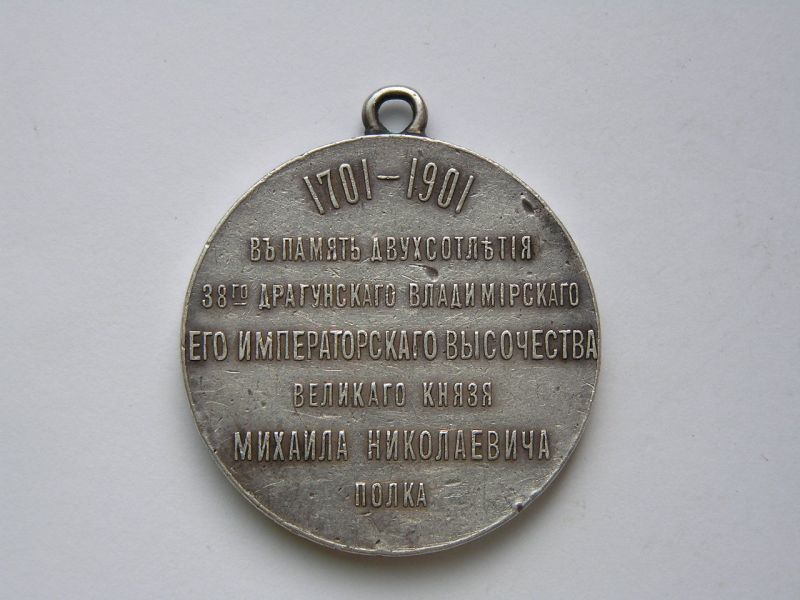 1701-1901
ВЪ ПАМЯТЬ ДВУХСОТЛѢТІЯ
38ГО ДРАГУНСКАГО ВЛАДИМІРСКАГО
ЕГО ИМПЕРАТОРСКАГО ВЫСОЧЕСТВА
ВЕЛИКАГО КНЯЗЯ
МИХАИЛА НИКОЛАЕВИЧА
ПОЛКА